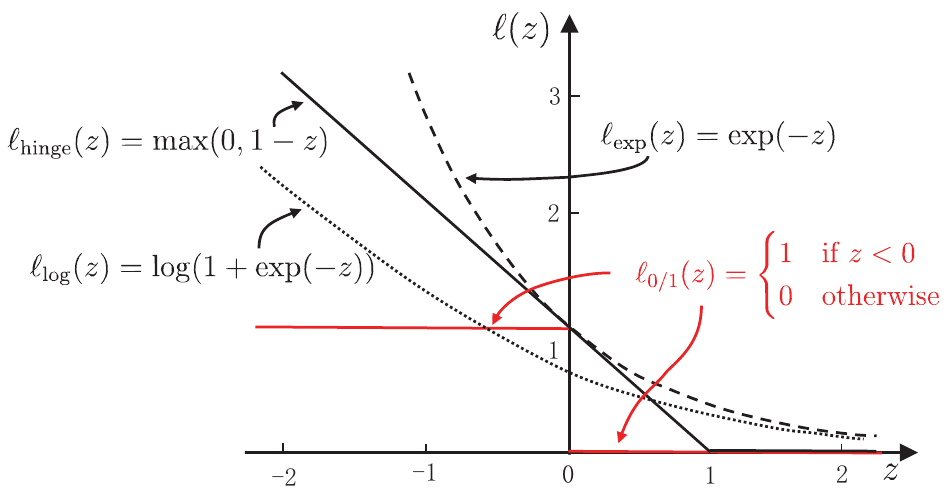 ℓ(z)
3
ℓ_hinge(z) = max(0, 1 − z)
ℓ_exp(z) = exp(−z)
2
ℓ_log(z) = log(1 + exp(−z))
ℓ_0/1(z) = { 1 if z < 0
0 otherwise
1
−2 −1 0 1 2 z